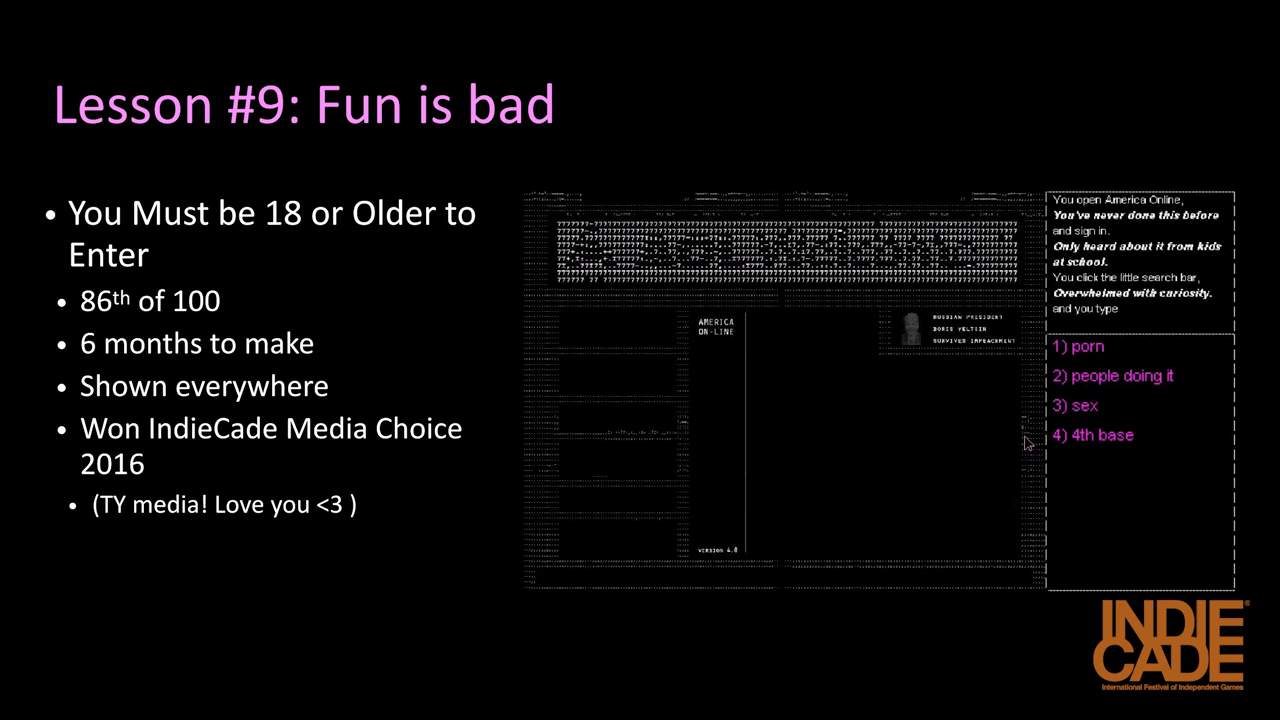 Lesson #9: Fun is bad
• You Must be 18 or Older to
Enter
• 86th of 100
• 6 months to make
• Shown everywhere
• Won IndieCade Media Choice
2016
• (TY media! Love you <3 )
AMERICA
ON-LINE
VERSION 4.0
RUSSIAN PRESIDENT
BORIS YELTSIN
SURVIVES IMPEACHMENT
You open America Online,
You've never done this before
and sign in.
Only heard about it from kids
at school.
You click the little search bar,
Overwhelmed with curiosity.
and you type
1) porn
2) people doing it
3) sex
4) 4th base
INDIE
CADE
International Festival of Independent Games